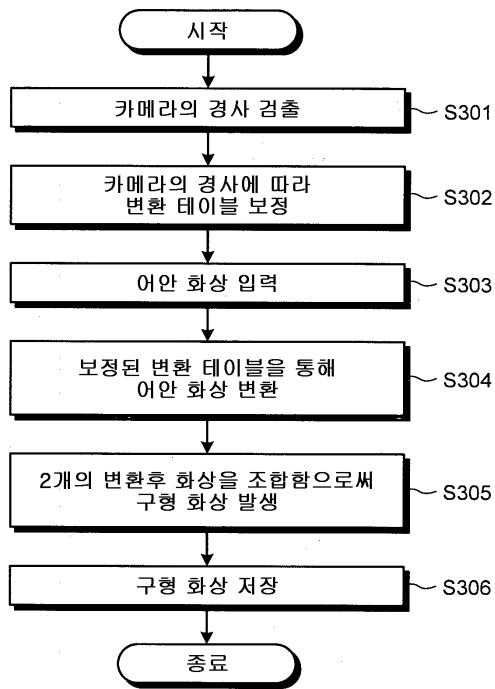 시작
카메라의 경사 검출
S301
카메라의 경사에 따라
변환 테이블 보정
S302
어안 화상 입력
S303
보정된 변환 테이블을 통해
어안 화상 변환
S304
2개의 변환후 화상을 조합함으로써
구형 화상 발생
S305
구형 화상 저장
S306
종료